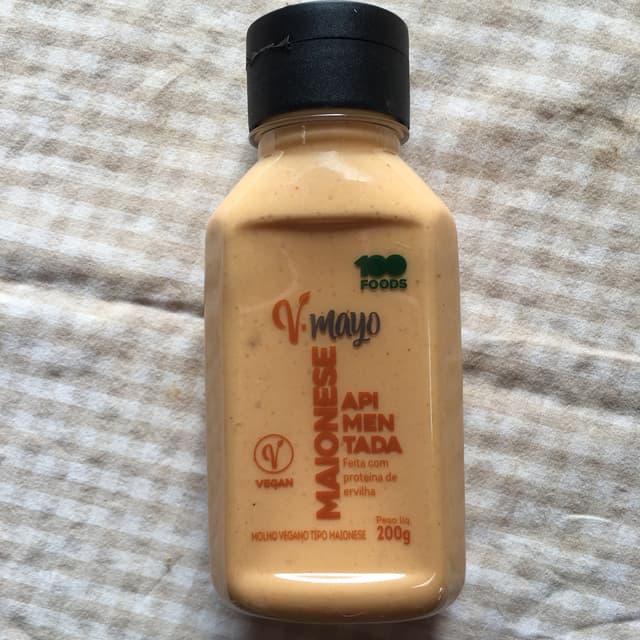 100
FOODS
V.mayo
MAIONESE
API
MEN
TADA
Feita com
proteína de
ervilha
VEGAN
Peso líq
200g
MOLHO VEGANO TIPO MAIONESE